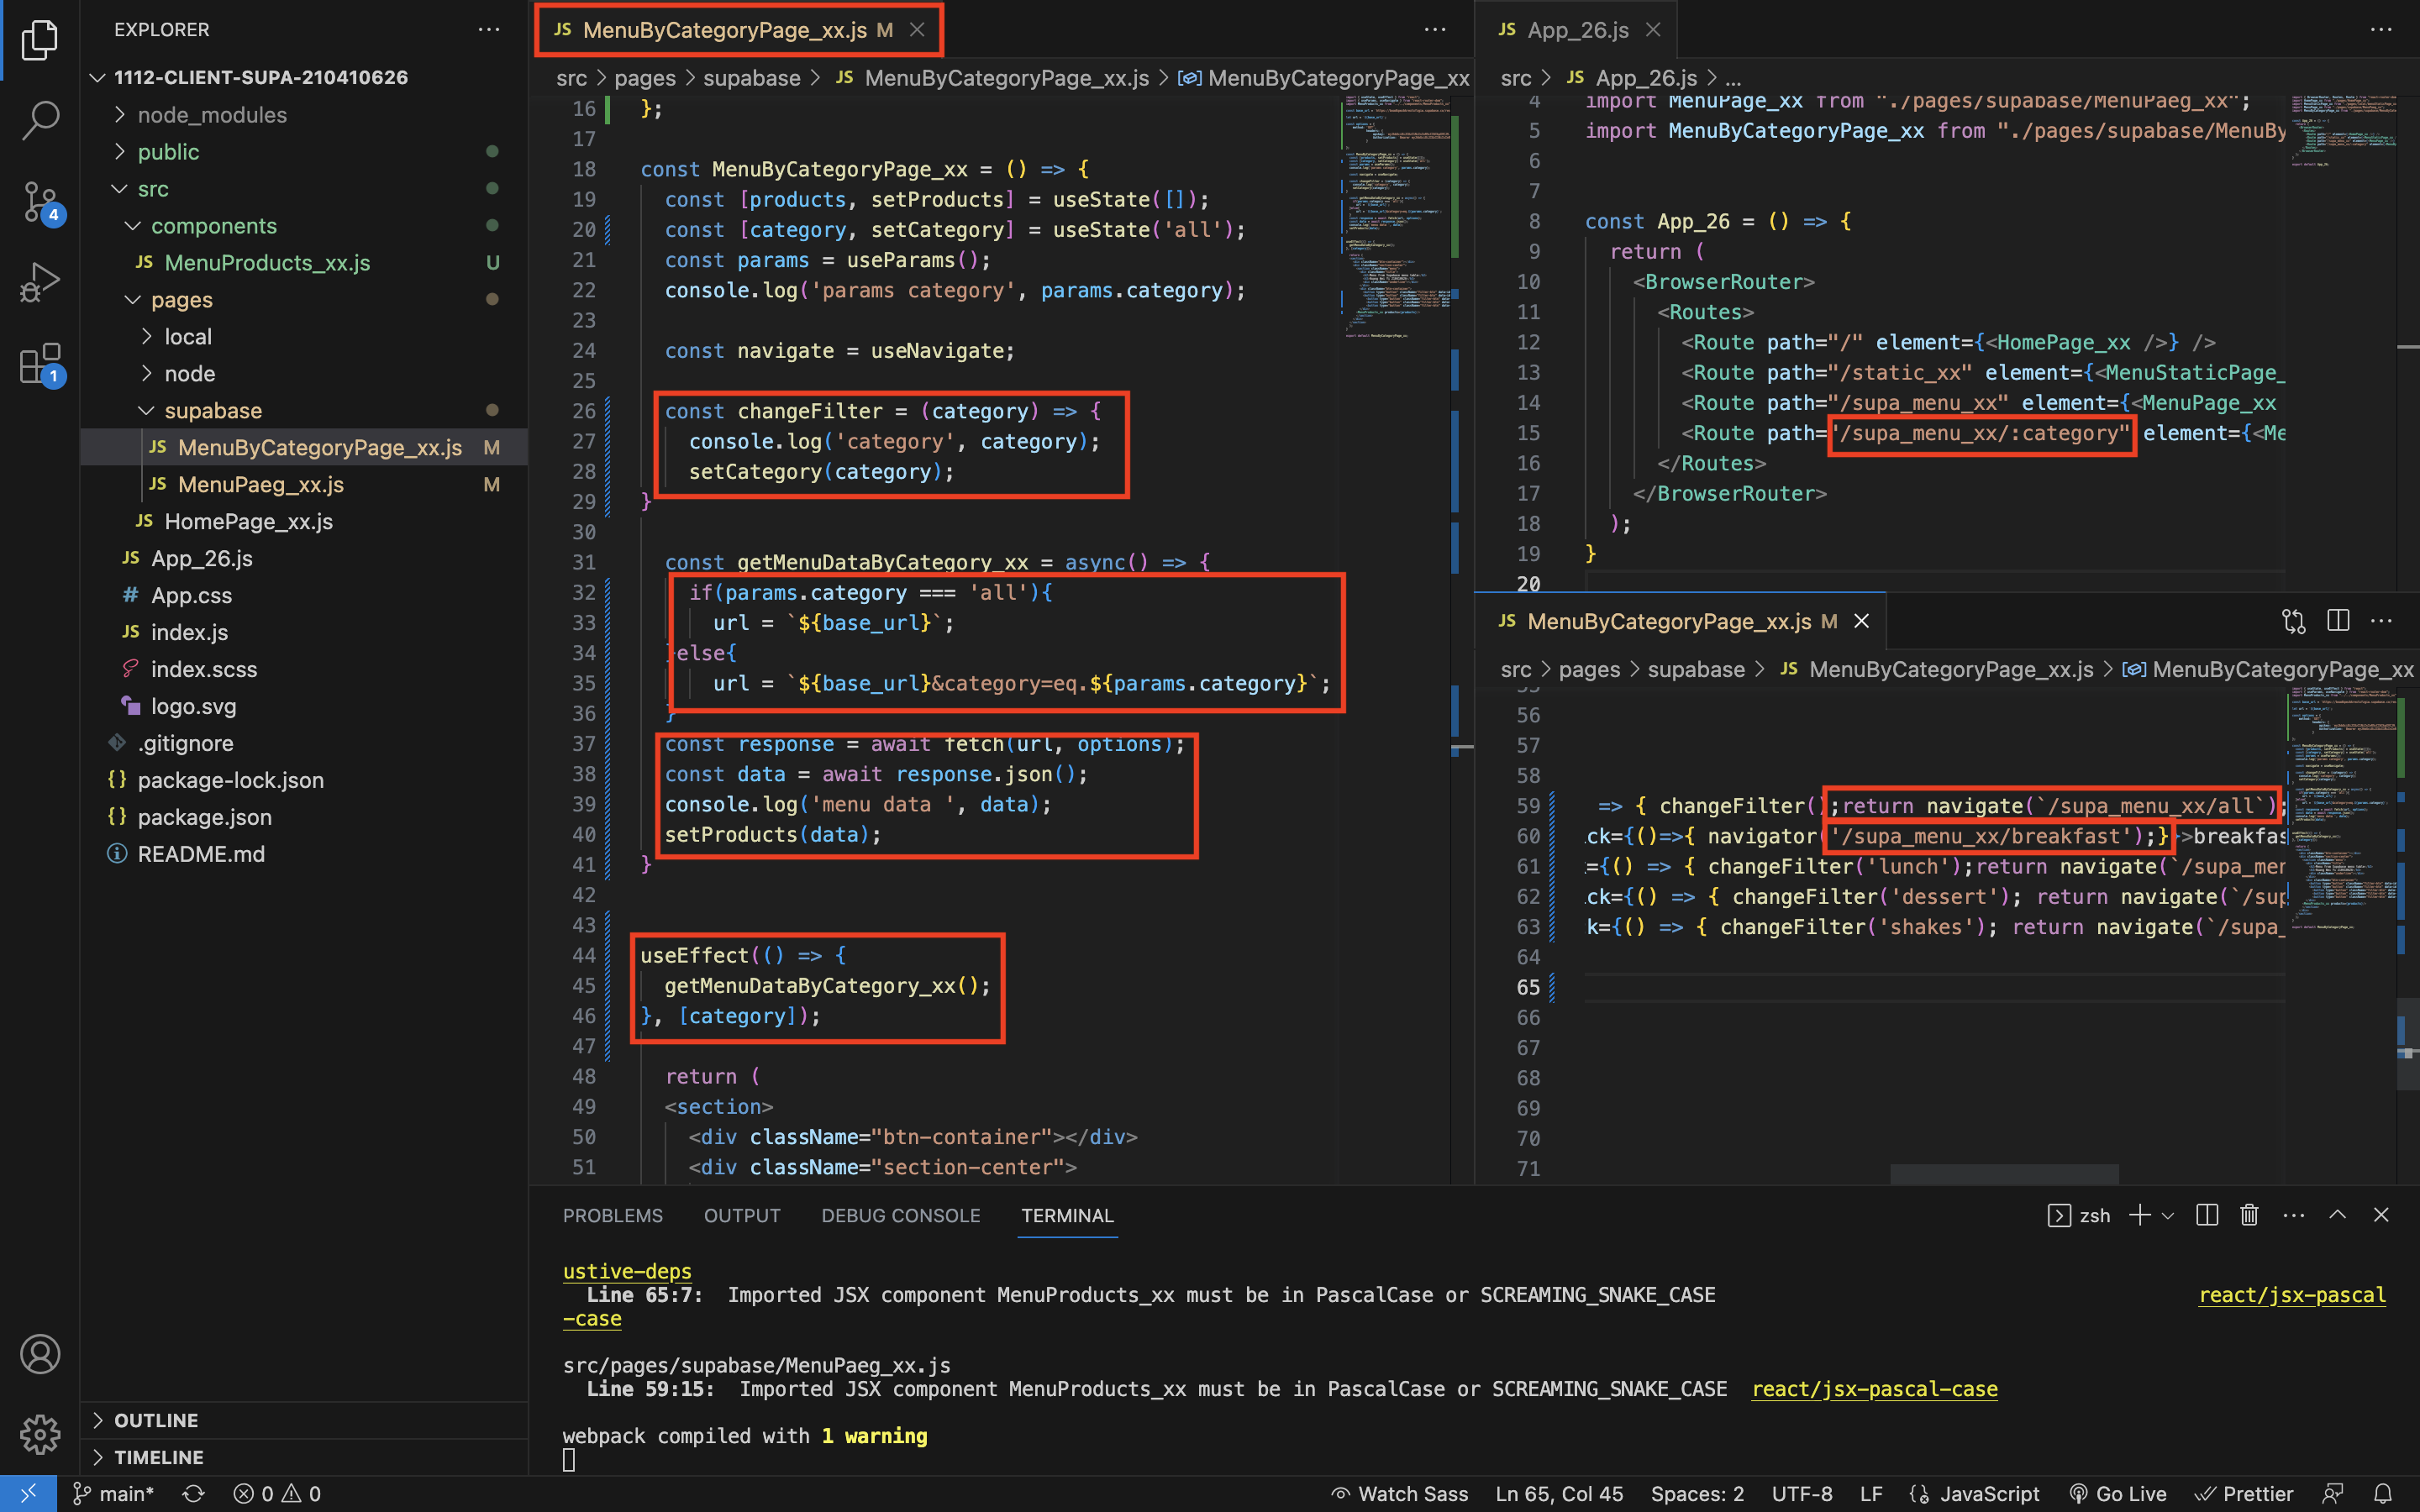 EXPLORER
1112-CLIENT-SUPA-210410626
node_modules
public
src
components
JS MenuProducts_xx.js U
pages
local
node
supabase
JS MenuByCategoryPage_xx.js M
JS MenuPaeg_xx.js M
JS HomePage_xx.js
JS App_26.js
# App.css
JS index.js
index.scss
logo.svg
.gitignore
{} package-lock.json
{} package.json
README.md
OUTLINE
TIMELINE
4
1
JS MenuByCategoryPage_xx.js M
src > pages > supabase > JS MenuByCategoryPage_xx.js > MenuByCategoryPage_xx
16 };
17
18 const MenuByCategoryPage_xx = () => {
19 const [products, setProducts] = useState([]);
20 const [category, setCategory] = useState('all');
21 const params = useParams();
22 console.log('params category', params.category);
23
24 const navigate = useNavigate;
25
26 const changeFilter = (category) => {
27 console.log('category', category);
28 setCategory(category);
29 }
30
31 const getMenuDataByCategory_xx = async() => {
32 if(params.category === 'all'){
33 url = `${base_url}`;
34 }else{
35 url = `${base_url}&category=eq.${params.category}`;
36 }
37 const response = await fetch(url, options);
38 const data = await response.json();
39 console.log('menu data ', data);
40 setProducts(data);
41 }
42
43
44 useEffect(() => {
45 getMenuDataByCategory_xx();
46 }, [category]);
47
48 return (
49 <section>
50 <div className="btn-container"></div>
51 <div className="section-center">
JS App_26.js
src > JS App_26.js > ...
4 import MenuPage_xx from "./pages/supabase/MenuPaeg_xx";
5 import MenuByCategoryPage_xx from "./pages/supabase/MenuBy
6
7
8 const App_26 = () => {
9 return (
10 <BrowserRouter>
11 <Routes>
12 <Route path="/" element={<HomePage_xx />} />
13 <Route path="/static_xx" element={<MenuStaticPage_
14 <Route path="/supa_menu_xx" element={<MenuPage_xx
15 <Route path="/supa_menu_xx/:category" element={<Me
16 </Routes>
17 </BrowserRouter>
18 );
19 }
20
JS MenuByCategoryPage_xx.js M
src > pages > supabase > JS MenuByCategoryPage_xx.js > MenuByCategoryPage_xx
56
57
58
59 => { changeFilter();return navigate(`/supa_menu_xx/all`);
60 ck={()=>{ navigator('/supa_menu_xx/breakfast');}}>breakfas
61 ={() => { changeFilter('lunch');return navigate(`/supa_men
62 ck={() => { changeFilter('dessert'); return navigate(`/sup
63 k={() => { changeFilter('shakes'); return navigate(`/supa_
64
65
66
67
68
69
70
71
PROBLEMS OUTPUT DEBUG CONSOLE TERMINAL
zsh
ustive-deps
Line 65:7: Imported JSX component MenuProducts_xx must be in PascalCase or SCREAMING_SNAKE_CASE react/jsx-pascal
-case
src/pages/supabase/MenuPaeg_xx.js
Line 59:15: Imported JSX component MenuProducts_xx must be in PascalCase or SCREAMING_SNAKE_CASE react/jsx-pascal-case
webpack compiled with 1 warning
main* 0 0 Watch Sass Ln 65, Col 45 Spaces: 2 UTF-8 LF JavaScript Go Live Prettier